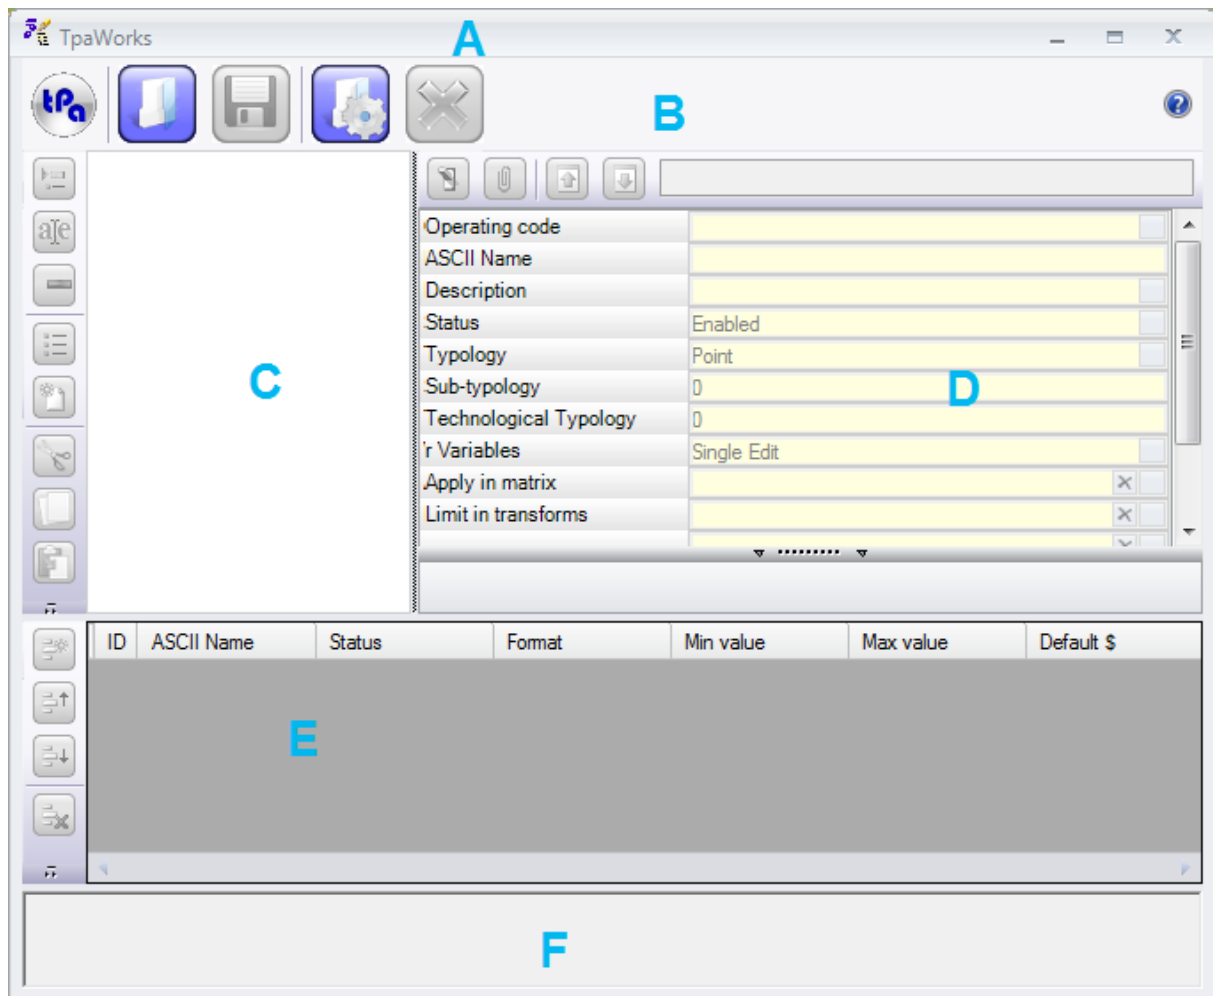 TpaWorks
A
tPa
B
?
aIe
Operating code
ASCII Name
Description
Status Enabled
Typology Point
C
Sub-typology 0
D
Technological Typology 0
'r Variables Single Edit
Apply in matrix
Limit in transforms
ID ASCII Name Status Format Min value Max value Default $
E
F